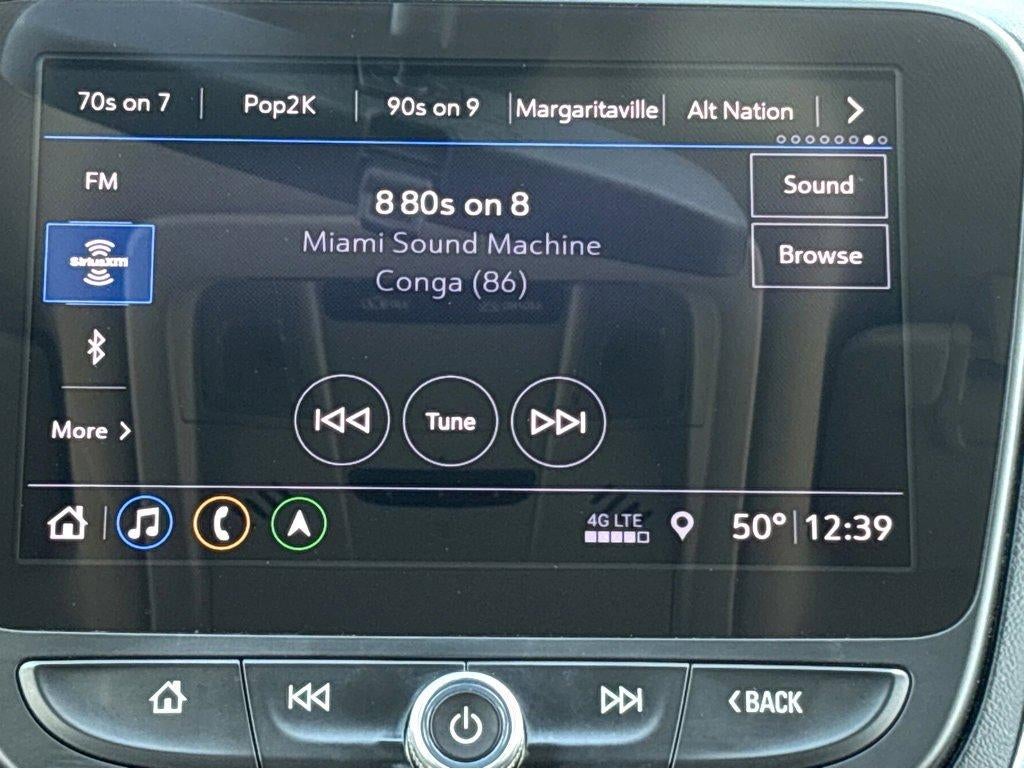 70s on 7 Pop2K 90s on 9 Margaritaville Alt Nation
FM
8 80s on 8
Sound
SiriusXM
Miami Sound Machine
Browse
Conga (86)
More
Tune
4G LTE
50° 12:39
BACK